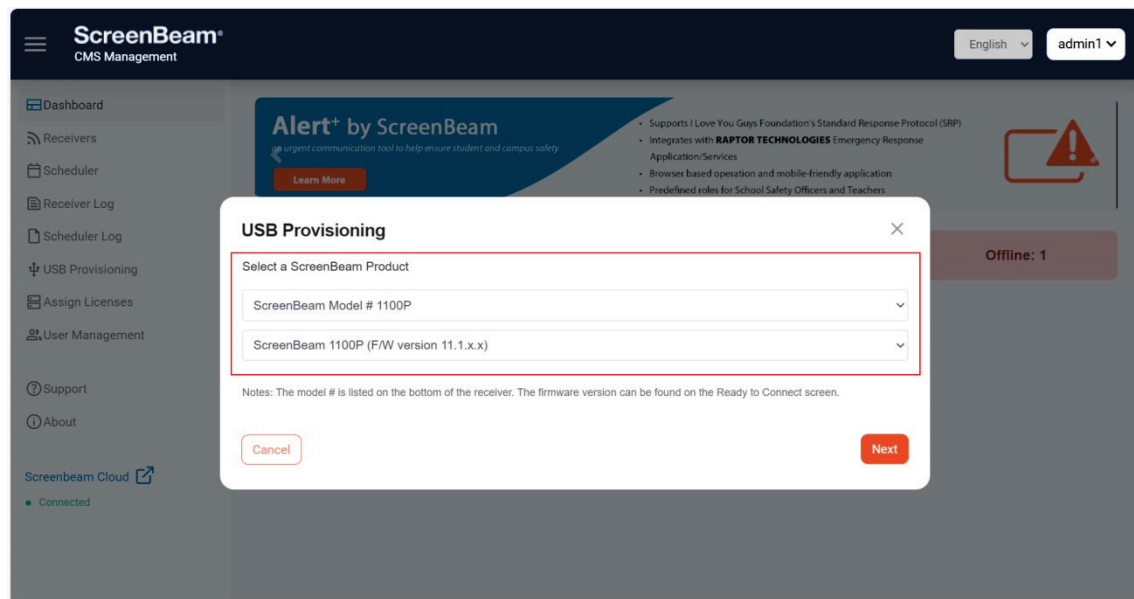 ScreenBeam®
CMS Management
English
admin1
Dashboard
Receivers
Scheduler
Receiver Log
Scheduler Log
USB Provisioning
Assign Licenses
User Management
Support
About
Screenbeam Cloud
Connected
Alert+ by ScreenBeam
an urgent communication tool to help ensure student and campus safety
Learn More
• Supports I Love You Guys Foundation's Standard Response Protocol (SRP)
• Integrates with RAPTOR TECHNOLOGIES Emergency Response
Application/Services
• Browser based operation and mobile-friendly application
• Predefined roles for School Safety Officers and Teachers
Offline: 1
USB Provisioning
Select a ScreenBeam Product
ScreenBeam Model # 1100P
ScreenBeam 1100P (F/W version 11.1.x.x)
Notes: The model # is listed on the bottom of the receiver. The firmware version can be found on the Ready to Connect screen.
Cancel
Next